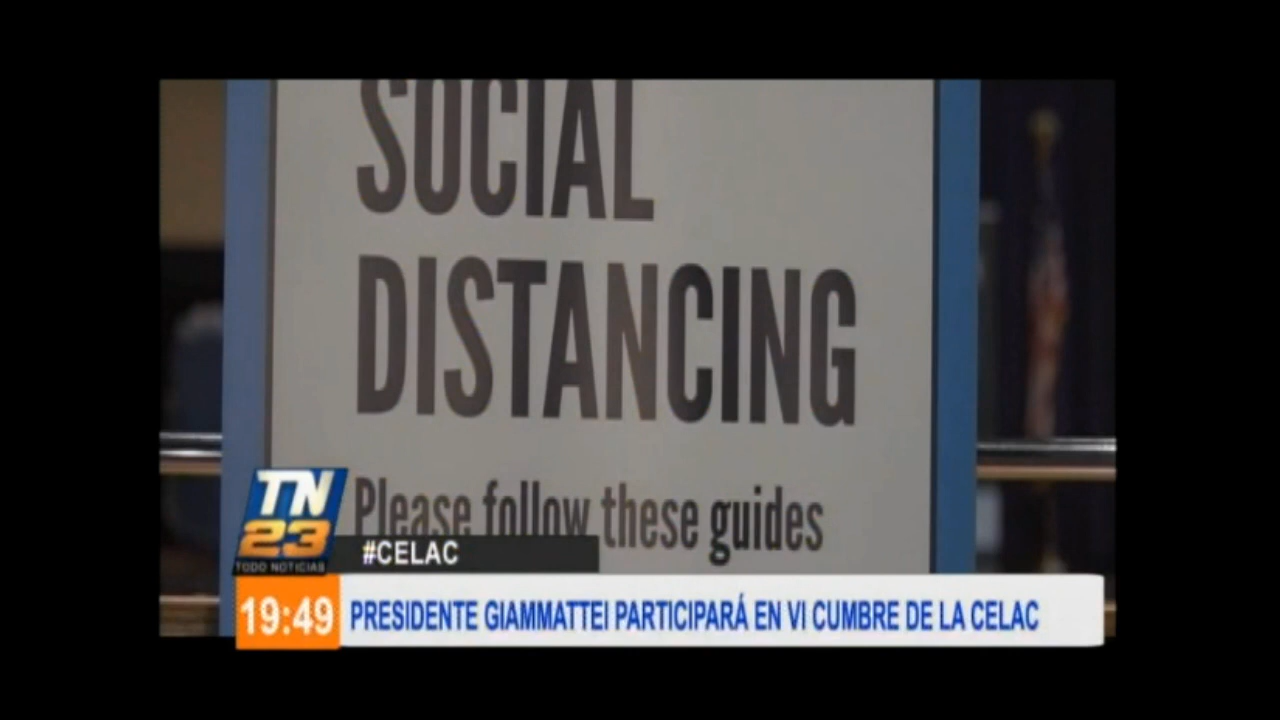 SOCIAL
DISTANCING
Please follow these guides
TN
23
TODO NOTICIAS
#CELAC
19:49
PRESIDENTE GIAMMATTEI PARTICIPARÁ EN VI CUMBRE DE LA CELAC